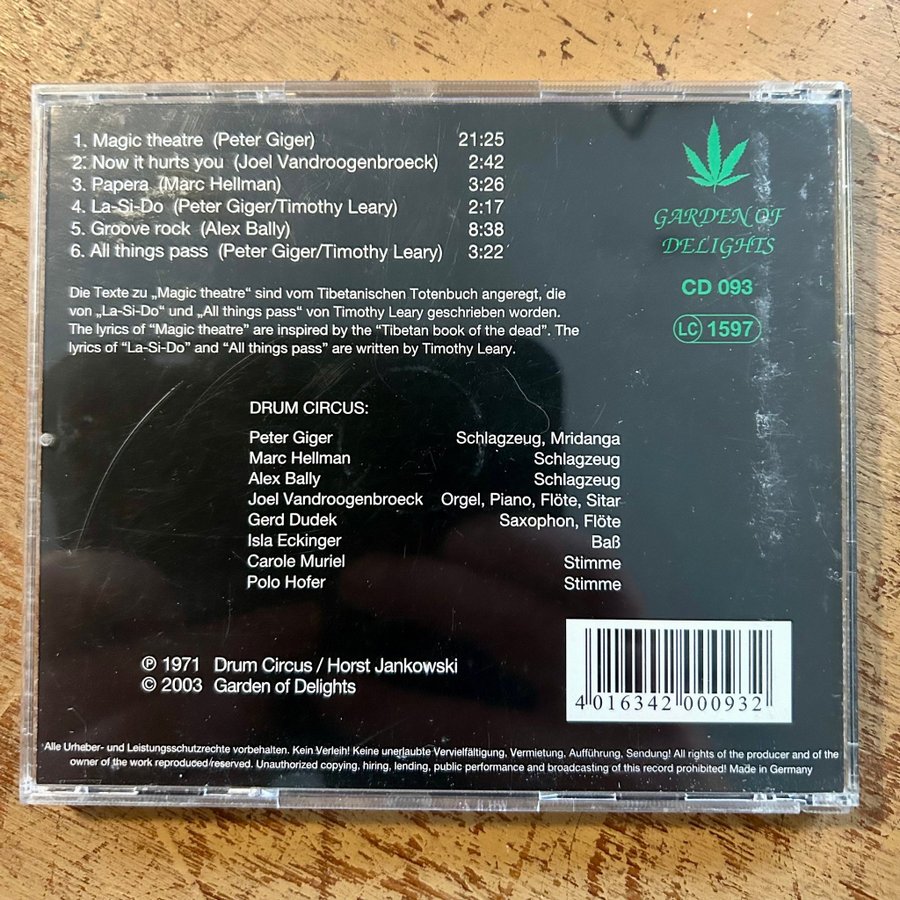 1. Magic theatre (Peter Giger) 21:25
2: Now it hurts you (Joel Vandroogenbroeck) 2:42
3. Papera (Marc Hellman) 3:26
4. La-Si-Do (Peter Giger/Timothy Leary) 2:17
5. Groove rock (Alex Bally) 8:38
6. All things pass (Peter Giger/Timothy Leary) 3:22
GARDEN OF
DELIGHTS
CD 093
LC 1597
Die Texte zu „Magic theatre“ sind vom Tibetanischen Totenbuch angeregt, die
von „La-Si-Do“ und „All things pass“ von Timothy Leary geschrieben worden.
The lyrics of “Magic theatre” are inspired by the “Tibetan book of the dead”. The
lyrics of “La-Si-Do” and “All things pass” are written by Timothy Leary.
DRUM CIRCUS:
Peter Giger Schlagzeug, Mridanga
Marc Hellman Schlagzeug
Alex Bally Schlagzeug
Joel Vandroogenbroeck Orgel, Piano, Flöte, Sitar
Gerd Dudek Saxophon, Flöte
Isla Eckinger Baß
Carole Muriel Stimme
Polo Hofer Stimme
℗ 1971 Drum Circus / Horst Jankowski
© 2003 Garden of Delights
4 016342 000932
Alle Urheber- und Leistungsschutzrechte vorbehalten. Kein Verleih! Keine unerlaubte Vervielfältigung, Vermietung, Aufführung, Sendung! All rights of the producer and of the
owner of the work reproduced/reserved. Unauthorized copying, hiring, lending, public performance and broadcasting of this record prohibited! Made in Germany